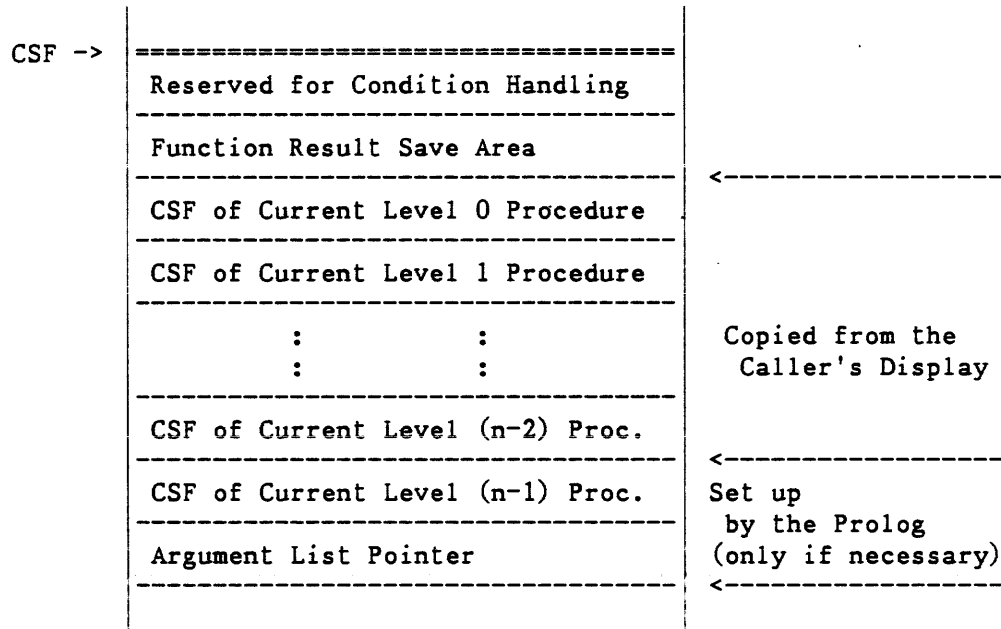 CSF ->
===================================
Reserved for Condition Handling
-----------------------------------
Function Result Save Area
----------------------------------- <-------------------
CSF of Current Level 0 Procedure
-----------------------------------
CSF of Current Level 1 Procedure
-----------------------------------
: :
: :
Copied from the
Caller's Display
-----------------------------------
CSF of Current Level (n-2) Proc.
----------------------------------- <-------------------
CSF of Current Level (n-1) Proc.
Set up
by the Prolog
(only if necessary)
-----------------------------------
Argument List Pointer
----------------------------------- <-------------------